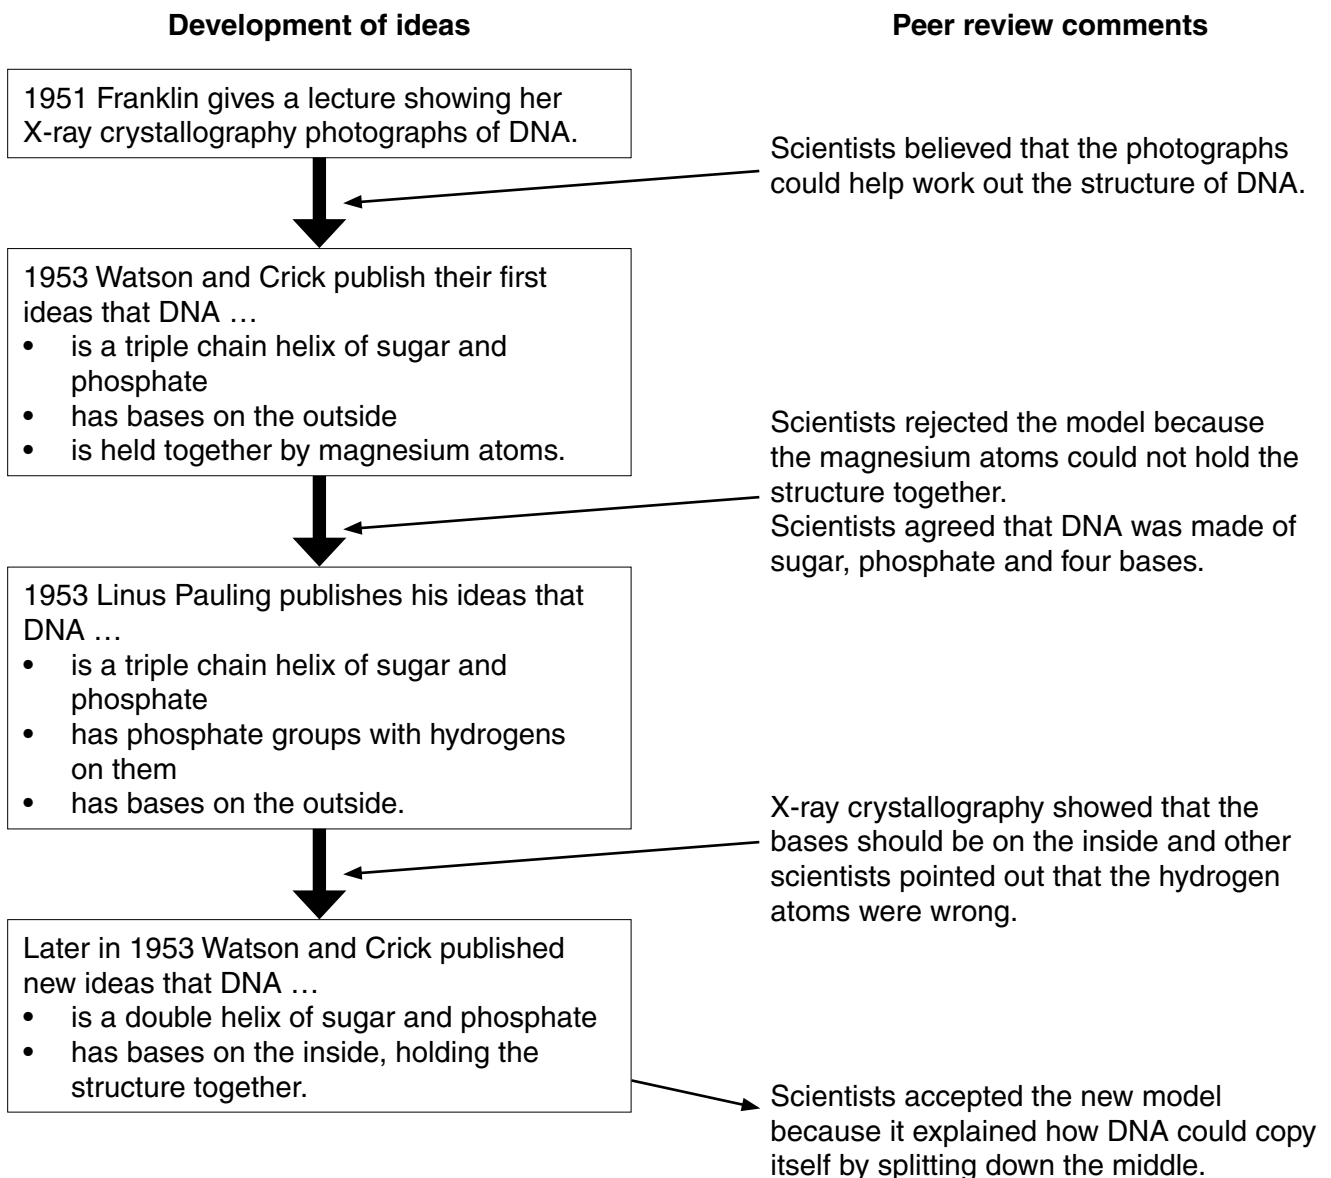 Development of ideas
Peer review comments
1951 Franklin gives a lecture showing her
X-ray crystallography photographs of DNA.
Scientists believed that the photographs
could help work out the structure of DNA.
1953 Watson and Crick publish their first
ideas that DNA …
• is a triple chain helix of sugar and
phosphate
• has bases on the outside
• is held together by magnesium atoms.
Scientists rejected the model because
the magnesium atoms could not hold the
structure together.
Scientists agreed that DNA was made of
sugar, phosphate and four bases.
1953 Linus Pauling publishes his ideas that
DNA …
• is a triple chain helix of sugar and
phosphate
• has phosphate groups with hydrogens
on them
• has bases on the outside.
X-ray crystallography showed that the
bases should be on the inside and other
scientists pointed out that the hydrogen
atoms were wrong.
Later in 1953 Watson and Crick published
new ideas that DNA …
• is a double helix of sugar and phosphate
• has bases on the inside, holding the
structure together.
Scientists accepted the new model
because it explained how DNA could copy
itself by splitting down the middle.